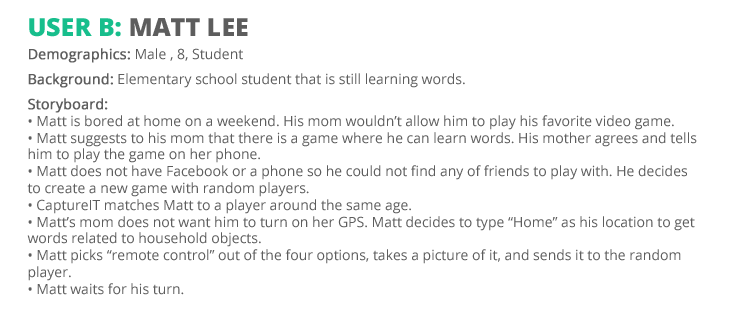 USER B: MATT LEE
Demographics: Male , 8, Student
Background: Elementary school student that is still learning words.
Storyboard:
• Matt is bored at home on a weekend. His mom wouldn’t allow him to play his favorite video game.
• Matt suggests to his mom that there is a game where he can learn words. His mother agrees and tells
him to play the game on her phone.
• Matt does not have Facebook or a phone so he could not find any of friends to play with. He decides
to create a new game with random players.
• CaptureIT matches Matt to a player around the same age.
• Matt’s mom does not want him to turn on her GPS. Matt decides to type “Home” as his location to get
words related to household objects.
• Matt picks “remote control” out of the four options, takes a picture of it, and sends it to the random
player.
• Matt waits for his turn.